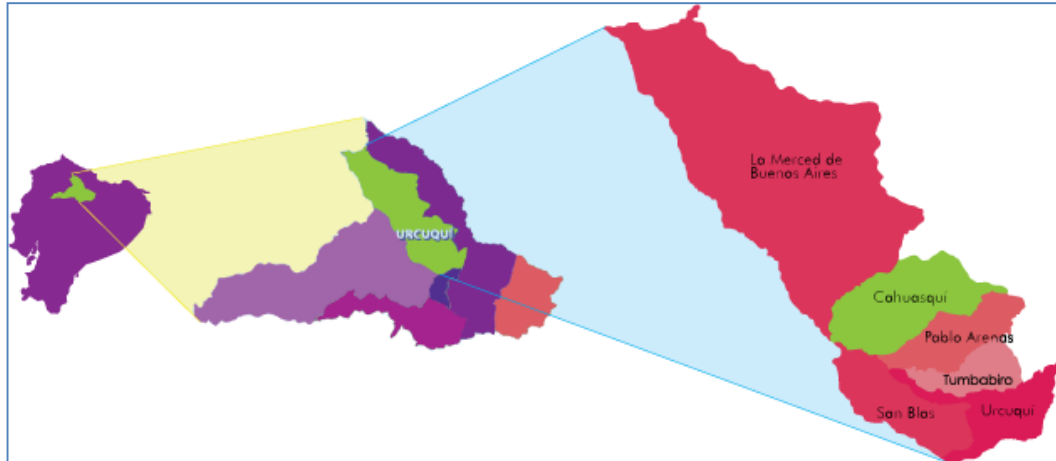 URCUQUÍ
La Merced de
Buenos Aires
Cahuasquí
Pablo Arenas
Tumbabiro
San Blas
Urcuquí